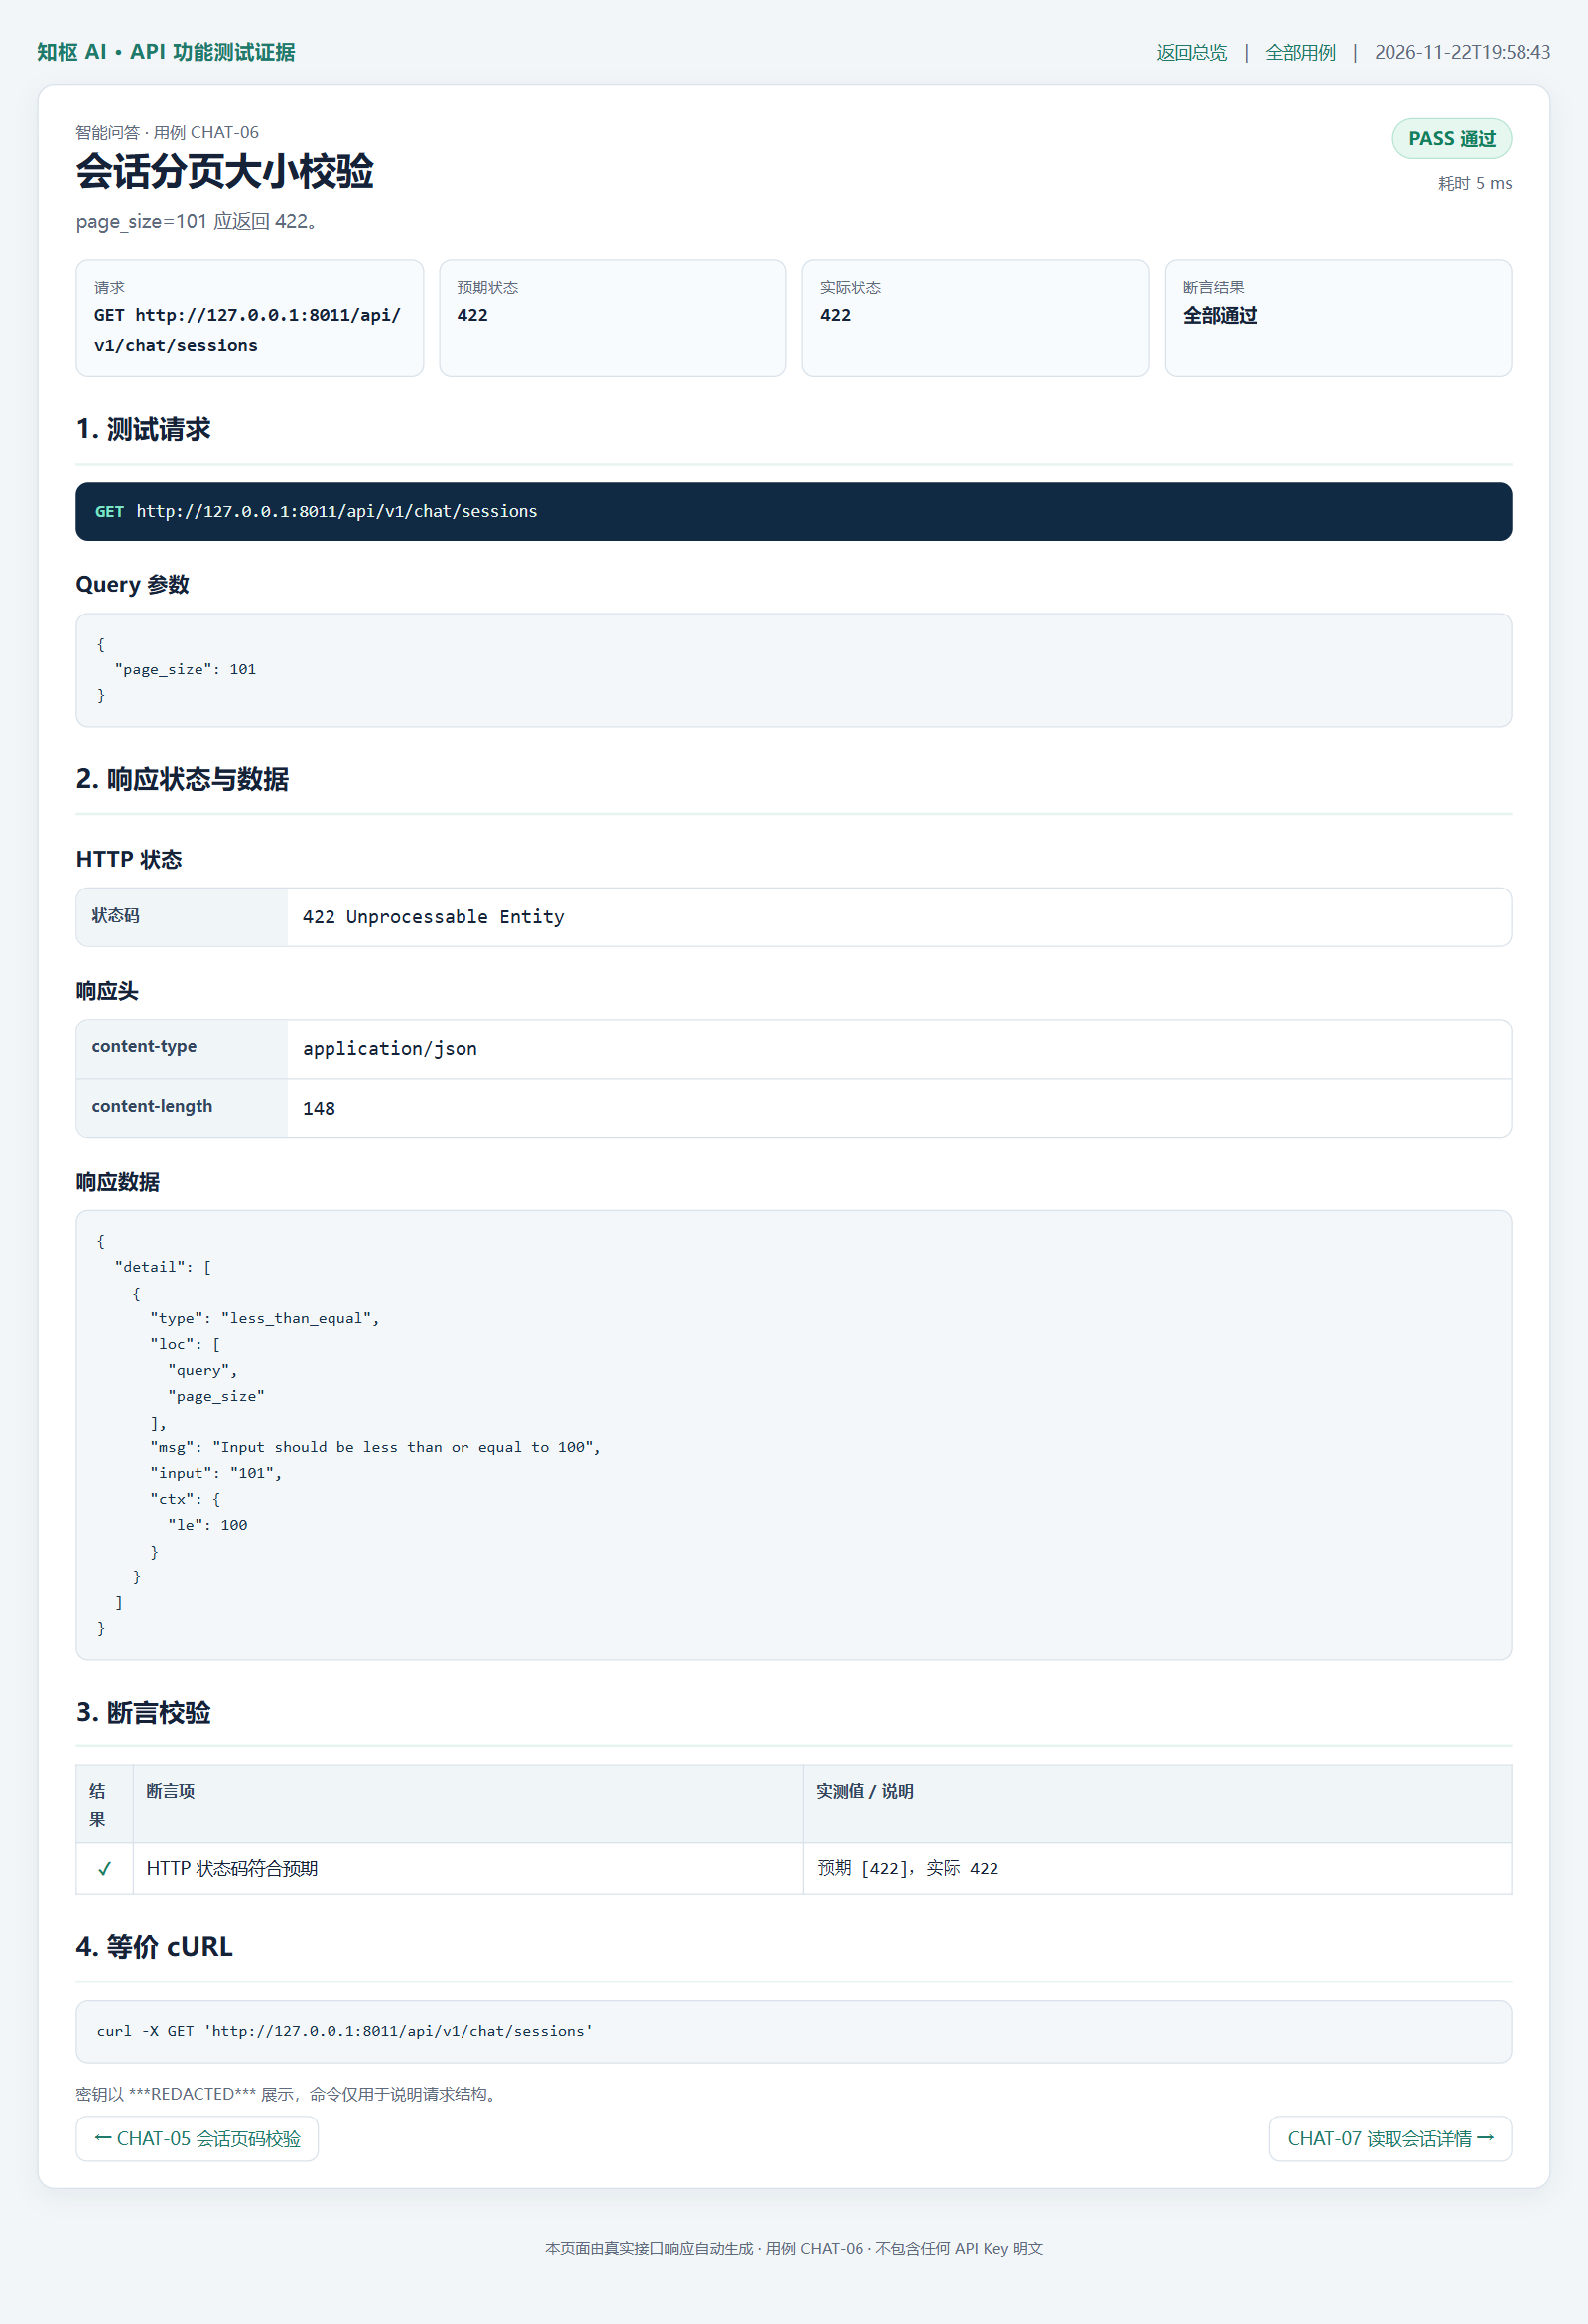 知枢 AI · API 功能测试证据
返回总览 | 全部用例 | 2026-11-22T19:58:43
智能问答 · 用例 CHAT-06
会话分页大小校验
page_size=101 应返回 422。
PASS 通过
耗时 5 ms
请求
GET http://127.0.0.1:8011/api/
v1/chat/sessions
预期状态
422
实际状态
422
断言结果
全部通过
1. 测试请求
GET http://127.0.0.1:8011/api/v1/chat/sessions
Query 参数
{
  "page_size": 101
}
2. 响应状态与数据
HTTP 状态
状态码 422 Unprocessable Entity
响应头
content-type application/json
content-length 148
响应数据
{
  "detail": [
    {
      "type": "less_than_equal",
      "loc": [
        "query",
        "page_size"
      ],
      "msg": "Input should be less than or equal to 100",
      "input": "101",
      "ctx": {
        "le": 100
      }
    }
  ]
}
3. 断言校验
结果 断言项 实测值 / 说明
✓ HTTP 状态码符合预期 预期 [422]，实际 422
4. 等价 cURL
curl -X GET 'http://127.0.0.1:8011/api/v1/chat/sessions'
密钥以 ***REDACTED*** 展示，命令仅用于说明请求结构。
← CHAT-05 会话页码校验
CHAT-07 读取会话详情 →
本页面由真实接口响应自动生成 · 用例 CHAT-06 · 不包含任何 API Key 明文